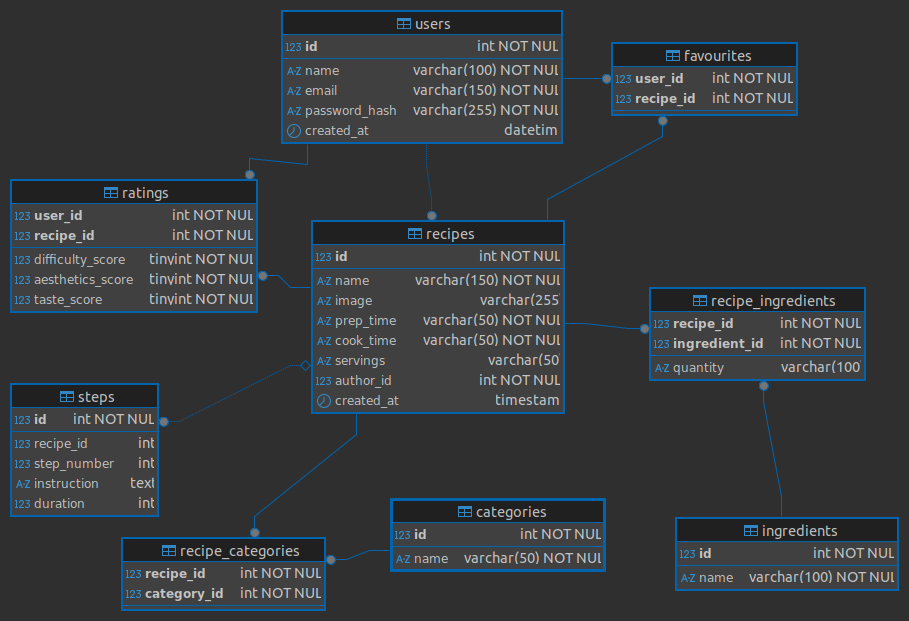 users
123 id int NOT NUL
A-Z name varchar(100) NOT NUL
A-Z email varchar(150) NOT NUL
A-Z password_hash varchar(255) NOT NUL
created_at datetim
favourites
123 user_id int NOT NUL
123 recipe_id int NOT NUL
ratings
123 user_id int NOT NUL
123 recipe_id int NOT NUL
123 difficulty_score tinyint NOT NUL
123 aesthetics_score tinyint NOT NUL
123 taste_score tinyint NOT NUL
recipes
123 id int NOT NUL
A-Z name varchar(150) NOT NUL
A-Z image varchar(255
A-Z prep_time varchar(50) NOT NUL
A-Z cook_time varchar(50) NOT NUL
A-Z servings varchar(50
123 author_id int NOT NUL
created_at timestam
recipe_ingredients
123 recipe_id int NOT NUL
123 ingredient_id int NOT NUL
A-Z quantity varchar(100
steps
123 id int NOT NUL
123 recipe_id int
123 step_number int
A-Z instruction text
123 duration int
categories
123 id int NOT NUL
A-Z name varchar(50) NOT NUL
recipe_categories
123 recipe_id int NOT NUL
123 category_id int NOT NUL
ingredients
123 id int NOT NUL
A-Z name varchar(100) NOT NUL